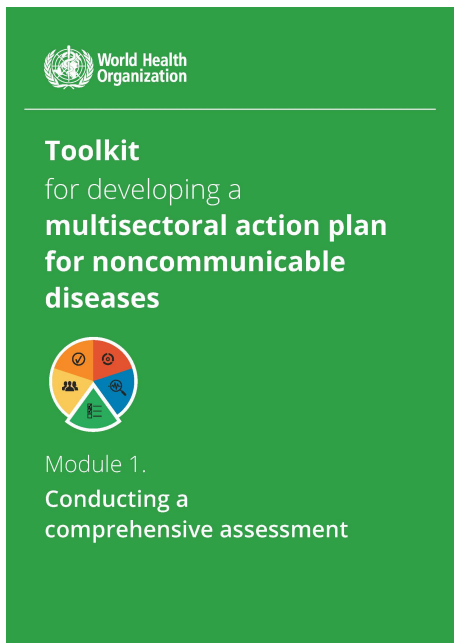 World Health
Organization
Toolkit
for developing a
multisectoral action plan
for noncommunicable
diseases
Module 1.
Conducting a
comprehensive assessment